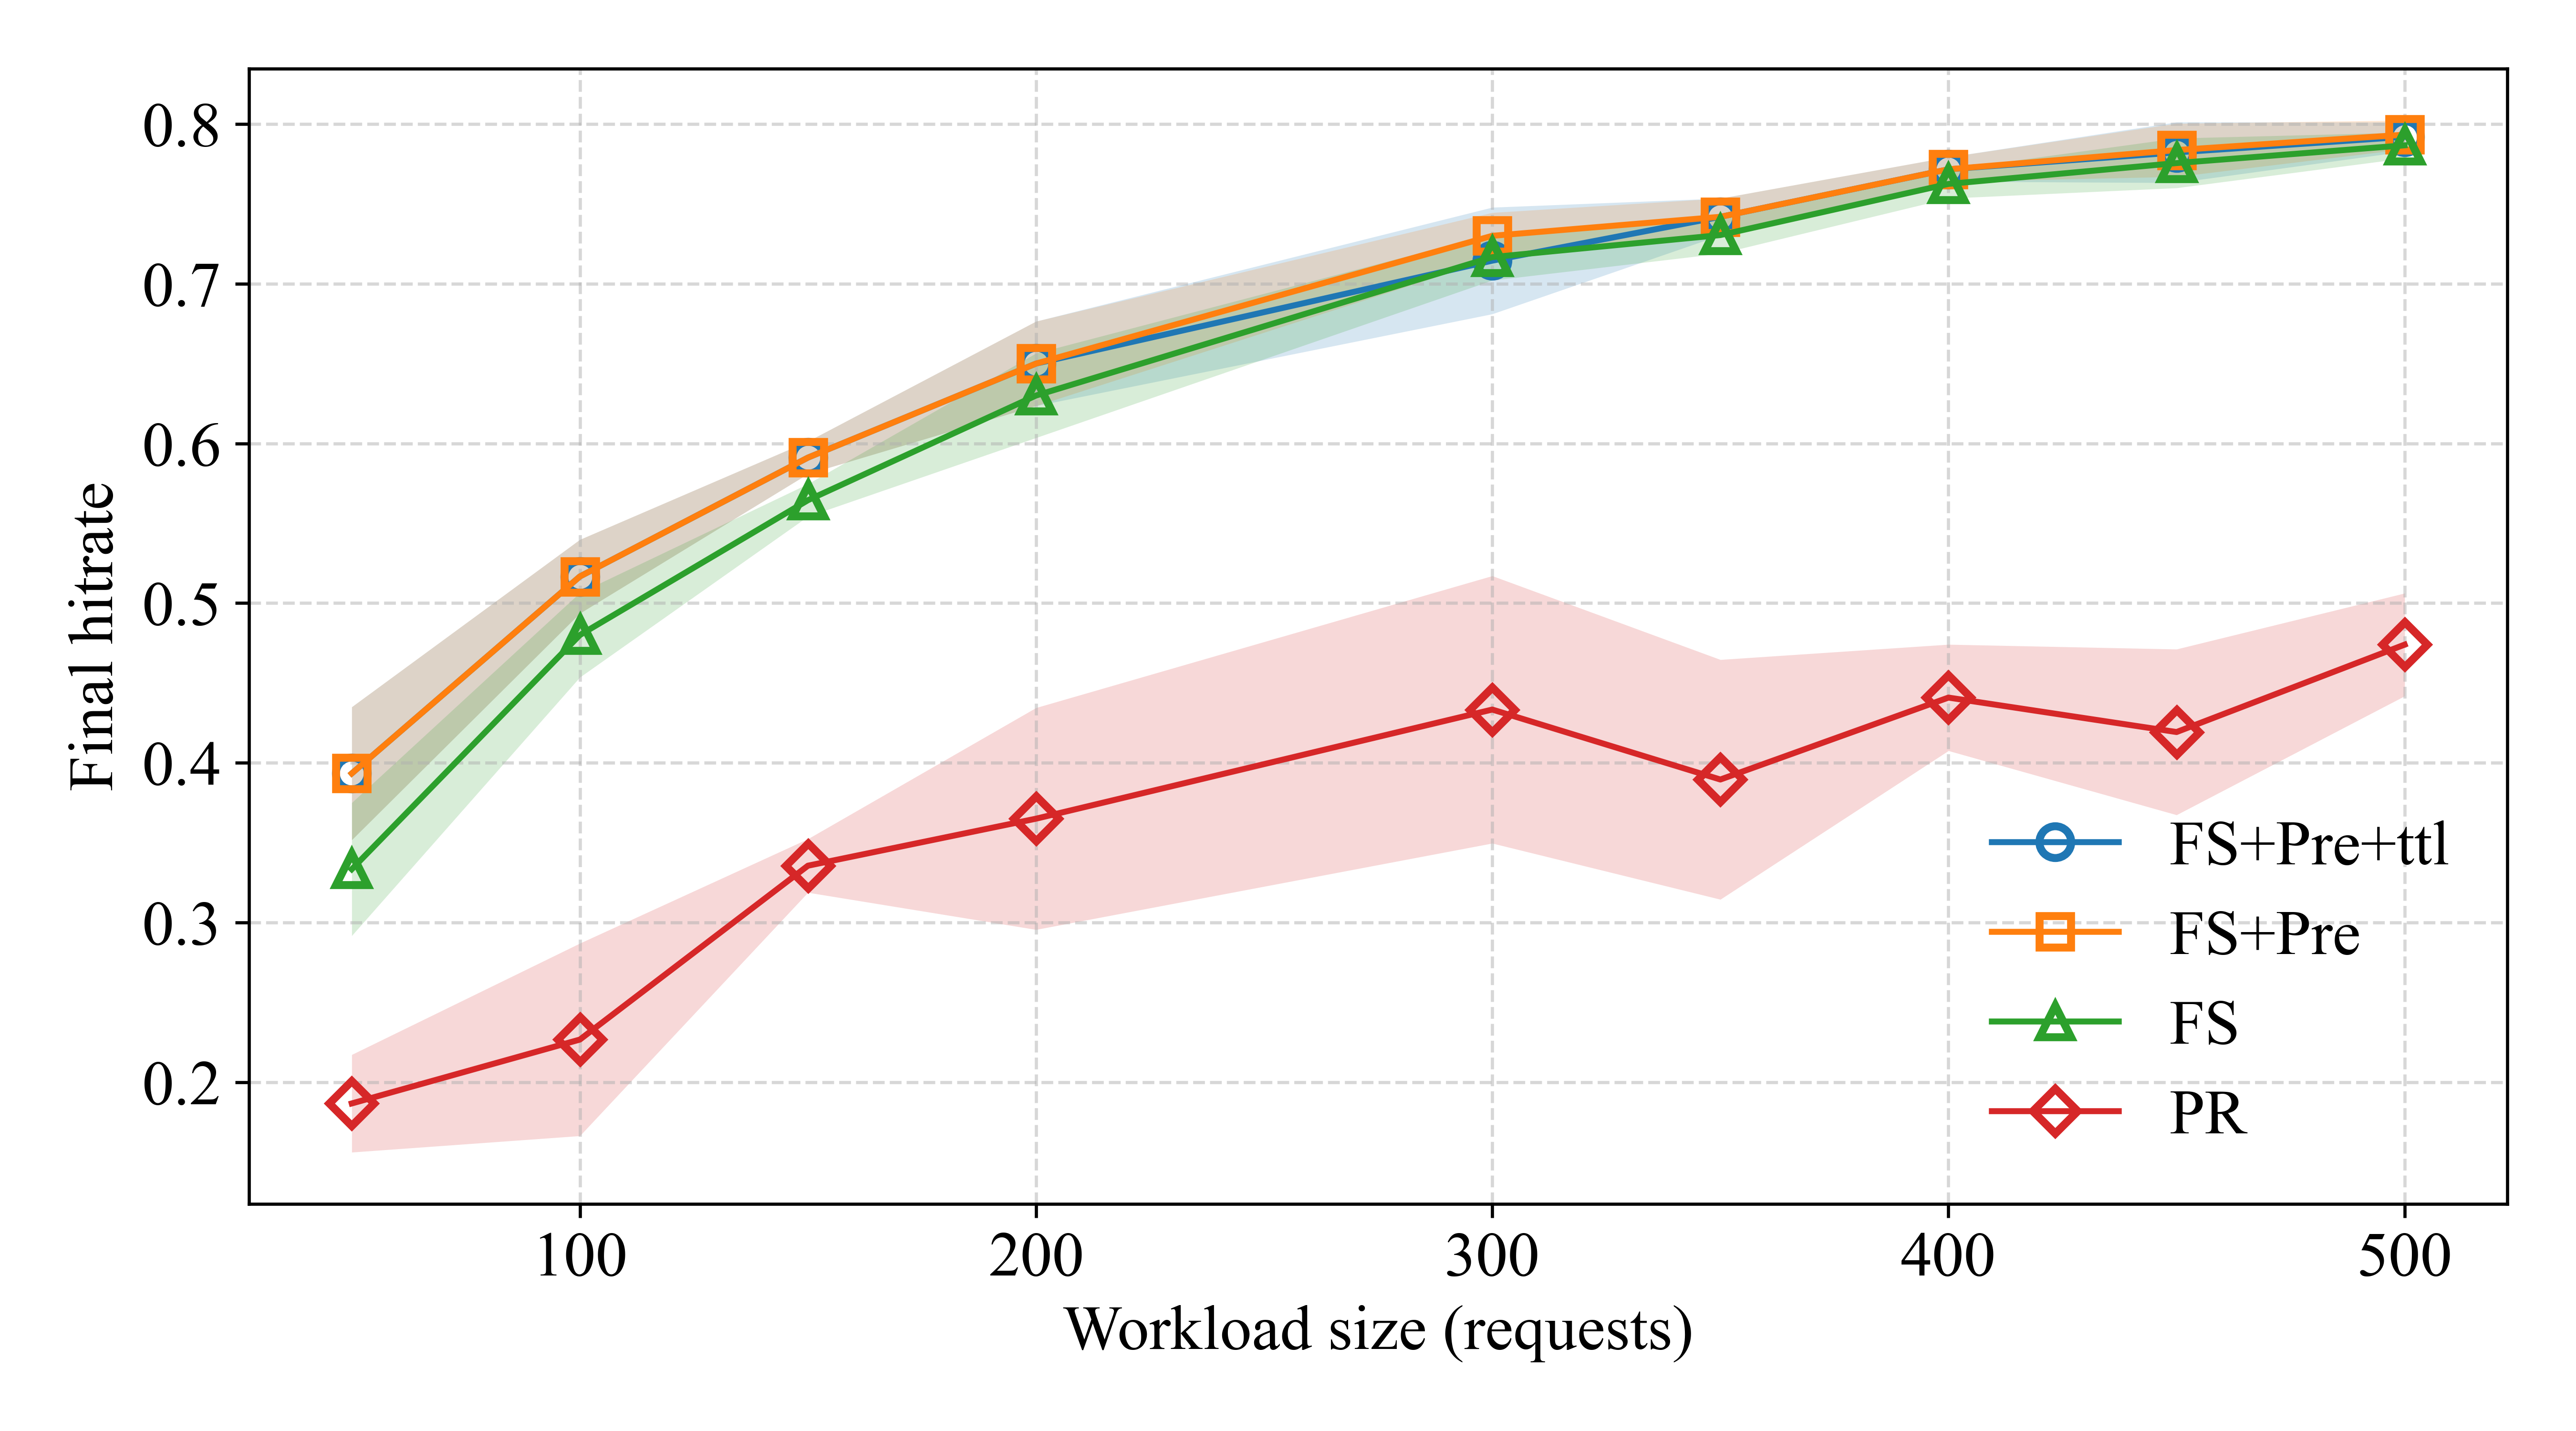 0.8
0.7
0.6
0.5
0.4
0.3
0.2
Final hitrate
100 200 300 400 500
Workload size (requests)
FS+Pre+ttl
FS+Pre
FS
PR